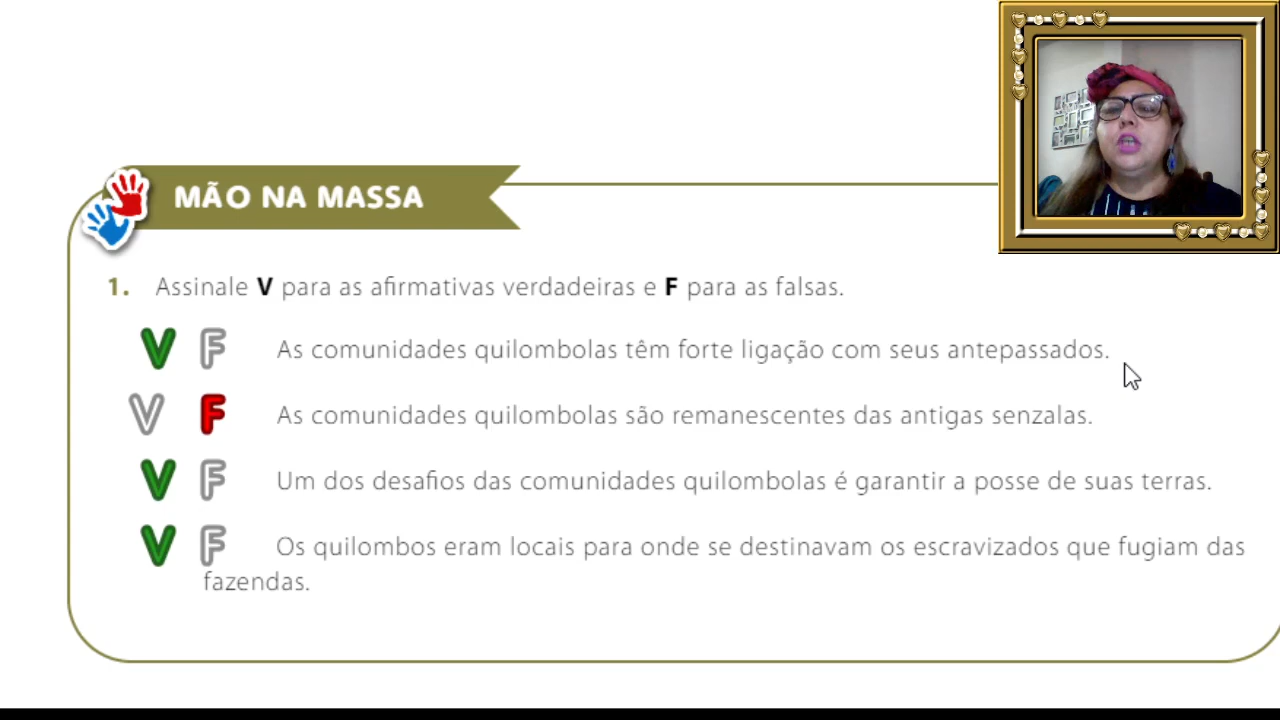 MÃO NA MASSA
1. Assinale V para as afirmativas verdadeiras e F para as falsas.
V F As comunidades quilombolas têm forte ligação com seus antepassados.
V F As comunidades quilombolas são remanescentes das antigas senzalas.
V F Um dos desafios das comunidades quilombolas é garantir a posse de suas terras.
V F Os quilombos eram locais para onde se destinavam os escravizados que fugiam das
fazendas.